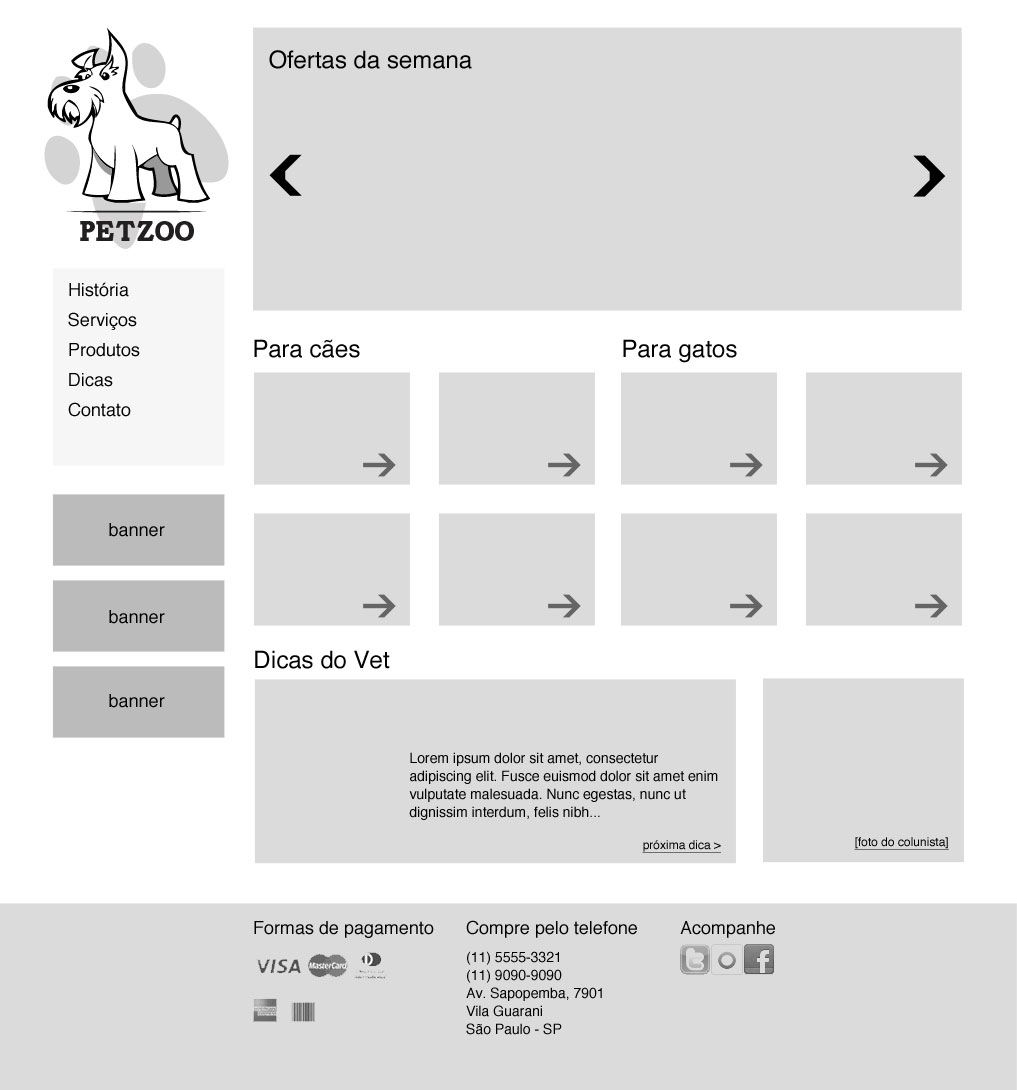 PETZOO
História
Serviços
Produtos
Dicas
Contato
banner
banner
banner
Ofertas da semana
Para cães
Para gatos
Dicas do Vet
Lorem ipsum dolor sit amet, consectetur
adipiscing elit. Fusce euismod dolor sit amet enim
vulputate malesuada. Nunc egestas, nunc ut
dignissim interdum, felis nibh...
próxima dica >
[foto do colunista]
Formas de pagamento
VISA
MasterCard
Compre pelo telefone
(11) 5555-3321
(11) 9090-9090
Av. Sapopemba, 7901
Vila Guarani
São Paulo - SP
Acompanhe